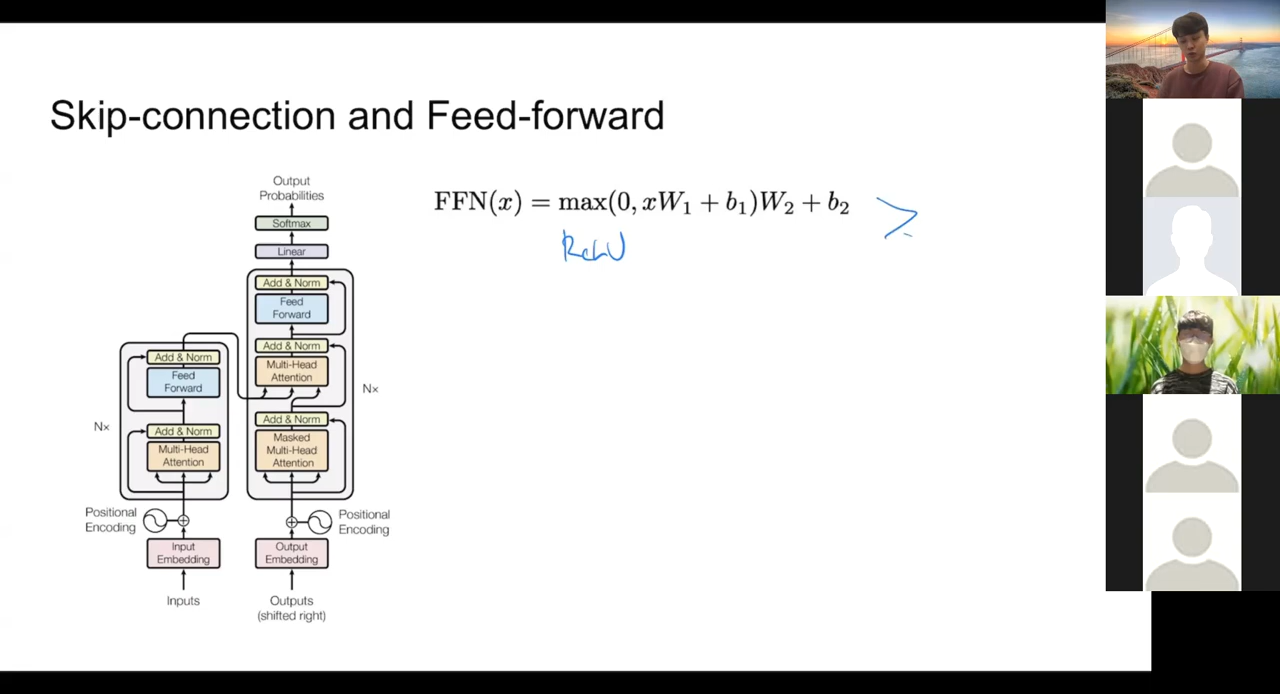 Skip-connection and Feed-forward
FFN(x) = max(0, xW₁ + b₁)W₂ + b₂
ReLU
Output
Probabilities
Softmax
Linear
Add & Norm
Feed
Forward
Add & Norm
Multi-Head
Attention
Nx
Add & Norm
Masked
Multi-Head
Attention
Add & Norm
Feed
Forward
Nx
Add & Norm
Multi-Head
Attention
Positional
Encoding
Positional
Encoding
Input
Embedding
Output
Embedding
Inputs
Outputs
(shifted right)